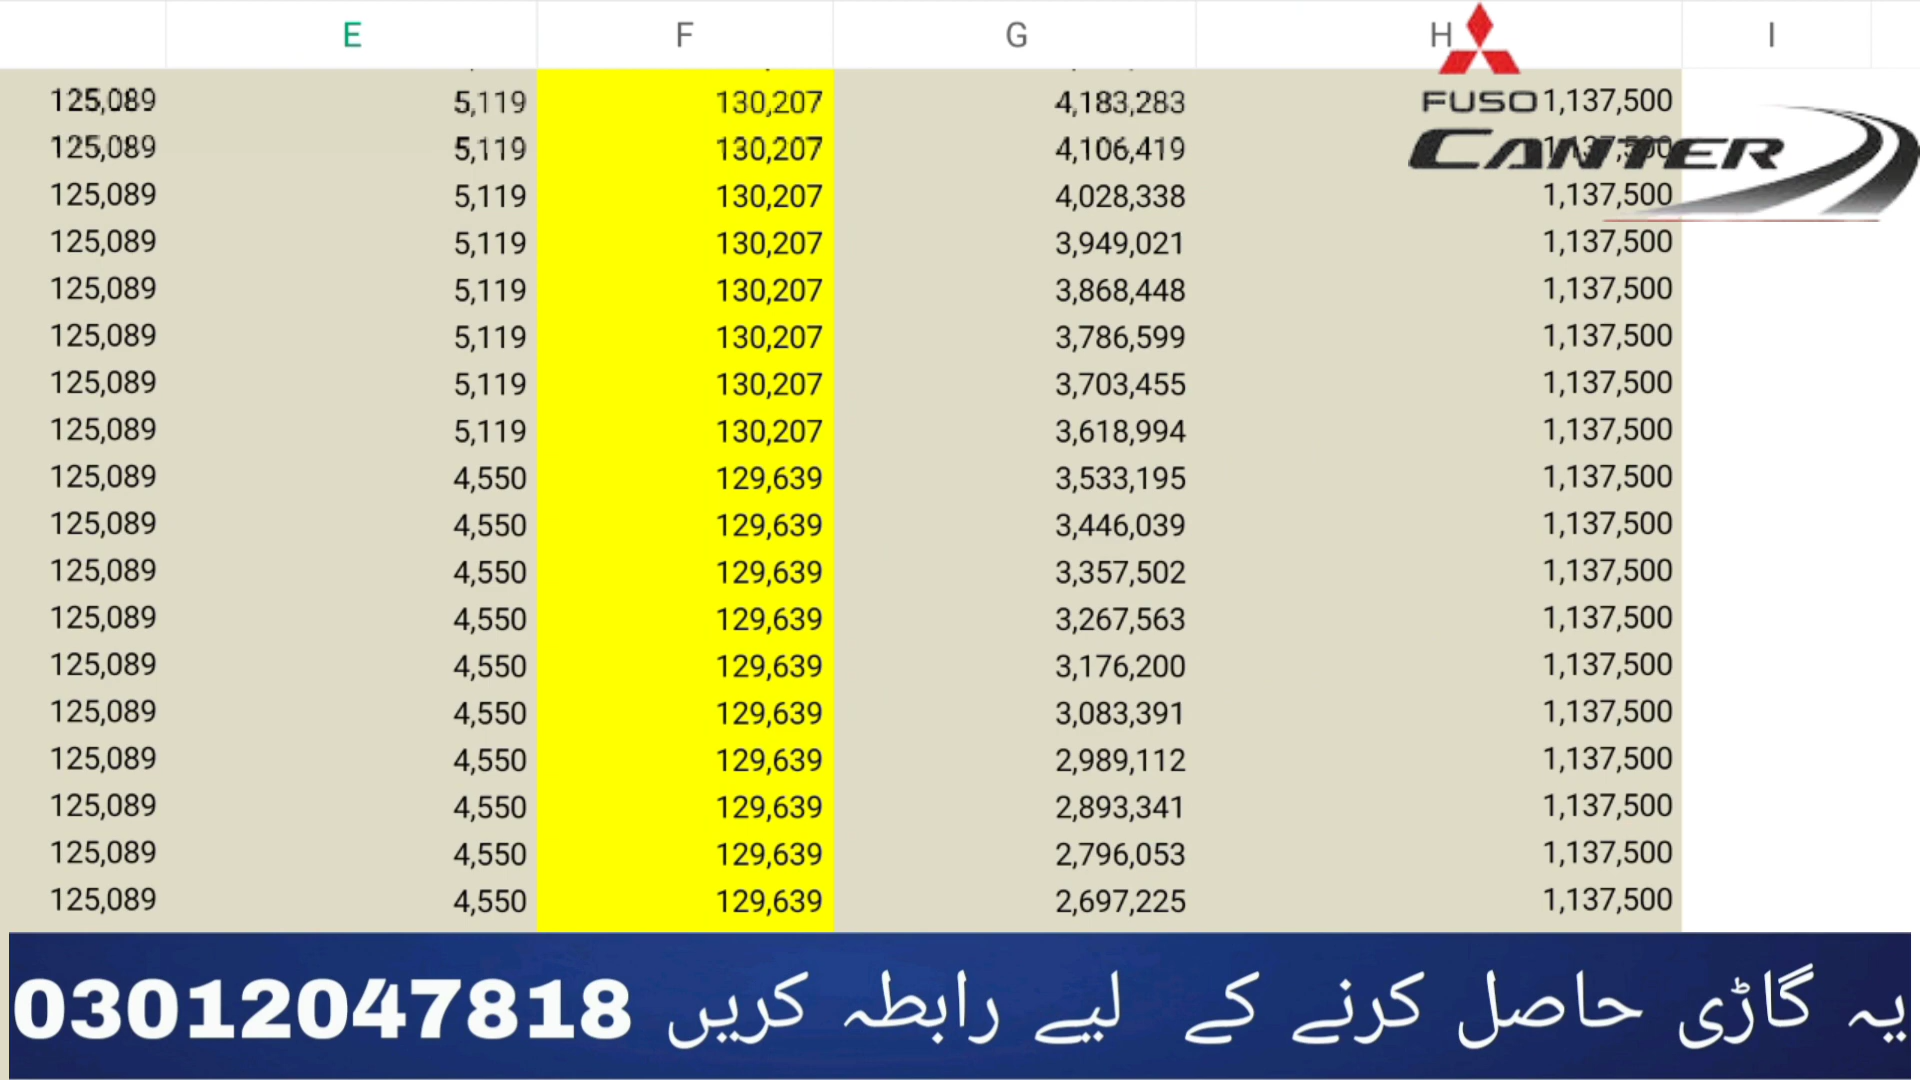 E F G H I
125,089 5,119 130,207 4,183,283 1,137,500
FUSO
125,089 5,119 130,207 4,106,419 1,137,500
CANTER
125,089 5,119 130,207 4,028,338 1,137,500
125,089 5,119 130,207 3,949,021 1,137,500
125,089 5,119 130,207 3,868,448 1,137,500
125,089 5,119 130,207 3,786,599 1,137,500
125,089 5,119 130,207 3,703,455 1,137,500
125,089 5,119 130,207 3,618,994 1,137,500
125,089 4,550 129,639 3,533,195 1,137,500
125,089 4,550 129,639 3,446,039 1,137,500
125,089 4,550 129,639 3,357,502 1,137,500
125,089 4,550 129,639 3,267,563 1,137,500
125,089 4,550 129,639 3,176,200 1,137,500
125,089 4,550 129,639 3,083,391 1,137,500
125,089 4,550 129,639 2,989,112 1,137,500
125,089 4,550 129,639 2,893,341 1,137,500
125,089 4,550 129,639 2,796,053 1,137,500
125,089 4,550 129,639 2,697,225 1,137,500
یہ گاڑی حاصل کرنے کے لیے رابطہ کریں 03012047818